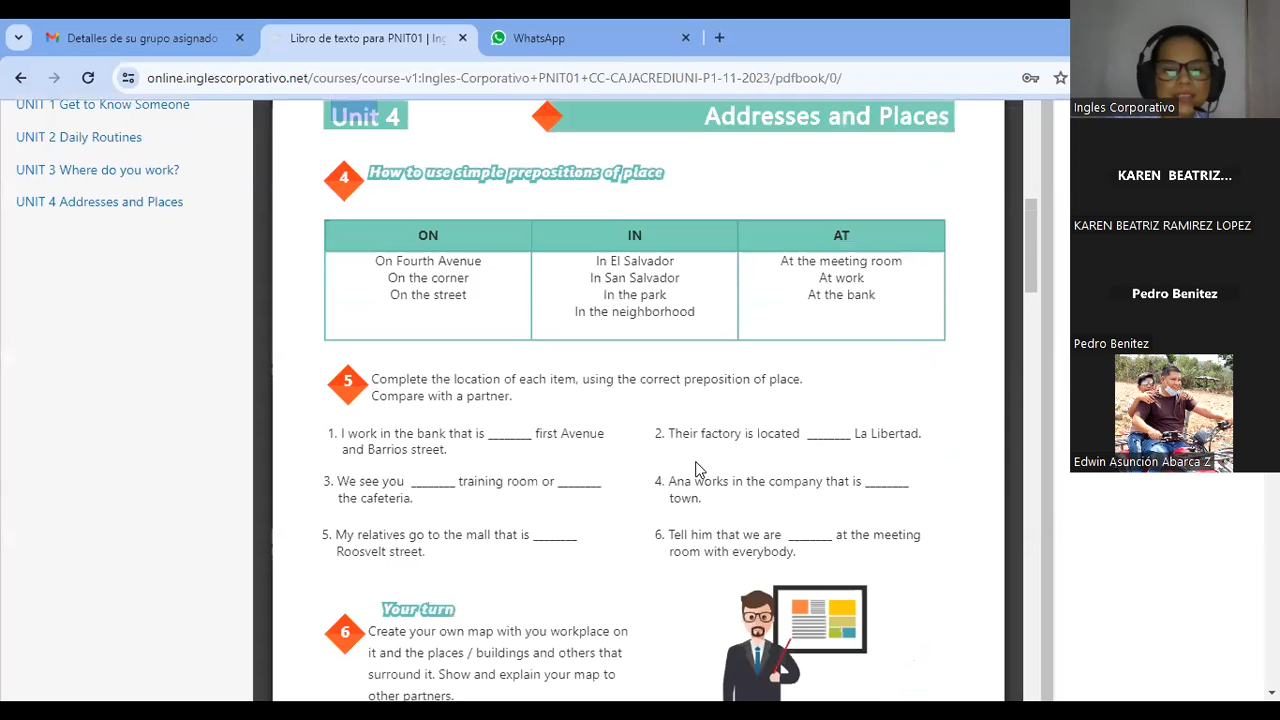 Detalles de su grupo asignado
Libro de texto para PNIT01 | Ing
WhatsApp
online.inglescorporativo.net/courses/course-v1:Ingles-Corporativo+PNIT01+CC-CAJACREDIUNI-P1-11-2023/pdfbook/0/
UNIT 1 Get to Know Someone
UNIT 2 Daily Routines
UNIT 3 Where do you work?
UNIT 4 Addresses and Places
Unit 4
Addresses and Places
4
How to use simple prepositions of place
ON IN AT
On Fourth Avenue
On the corner
On the street
In El Salvador
In San Salvador
In the park
In the neighborhood
At the meeting room
At work
At the bank
5
Complete the location of each item, using the correct preposition of place.
Compare with a partner.
1. I work in the bank that is ________ first Avenue
and Barrios street.
2. Their factory is located ________ La Libertad.
3. We see you ________ training room or ________
the cafeteria.
4. Ana works in the company that is ________
town.
5. My relatives go to the mall that is ________
Roosvelt street.
6. Tell him that we are ________ at the meeting
room with everybody.
Your turn
6
Create your own map with you workplace on
it and the places / buildings and others that
surround it. Show and explain your map to
other partners.
Ingles Corporativo
KAREN BEATRIZ...
KAREN BEATRIZ RAMIREZ LOPEZ
Pedro Benitez
Pedro Benitez
Edwin Asunción Abarca Z